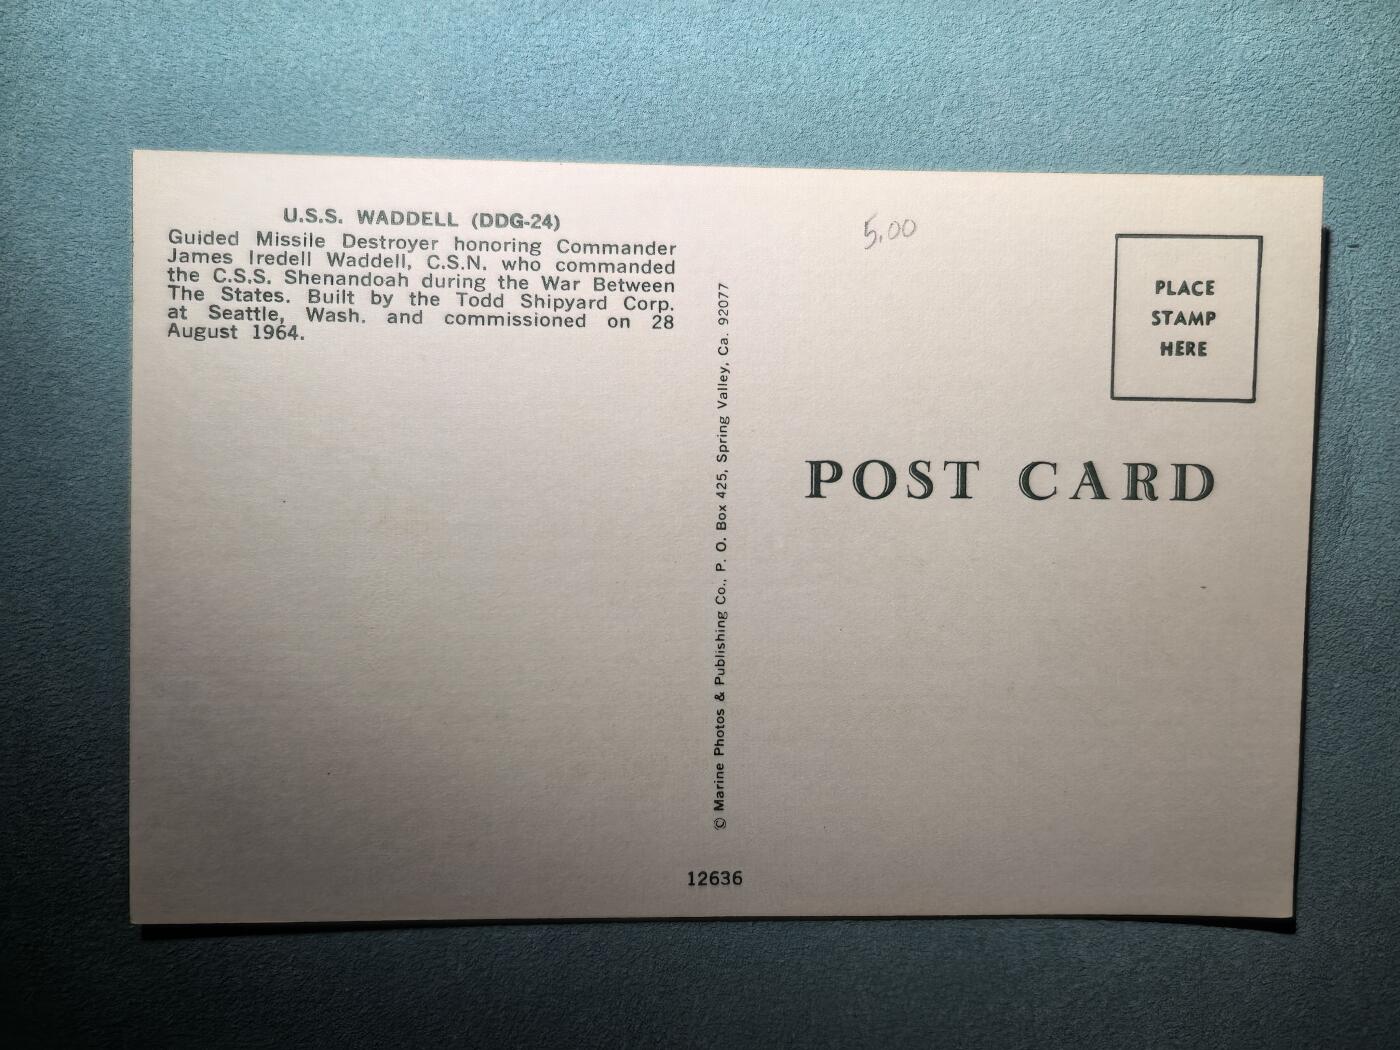 U.S.S. WADDELL (DDG-24)
Guided Missile Destroyer honoring Commander
James Iredell Waddell, C.S.N. who commanded
the C.S.S. Shenandoah during the War Between
The States. Built by the Todd Shipyard Corp.
at Seattle, Wash. and commissioned on 28
August 1964.
© Marine Photos & Publishing Co., P. O. Box 425, Spring Valley, Ca. 92077
12636
5.00
PLACE
STAMP
HERE
POST CARD